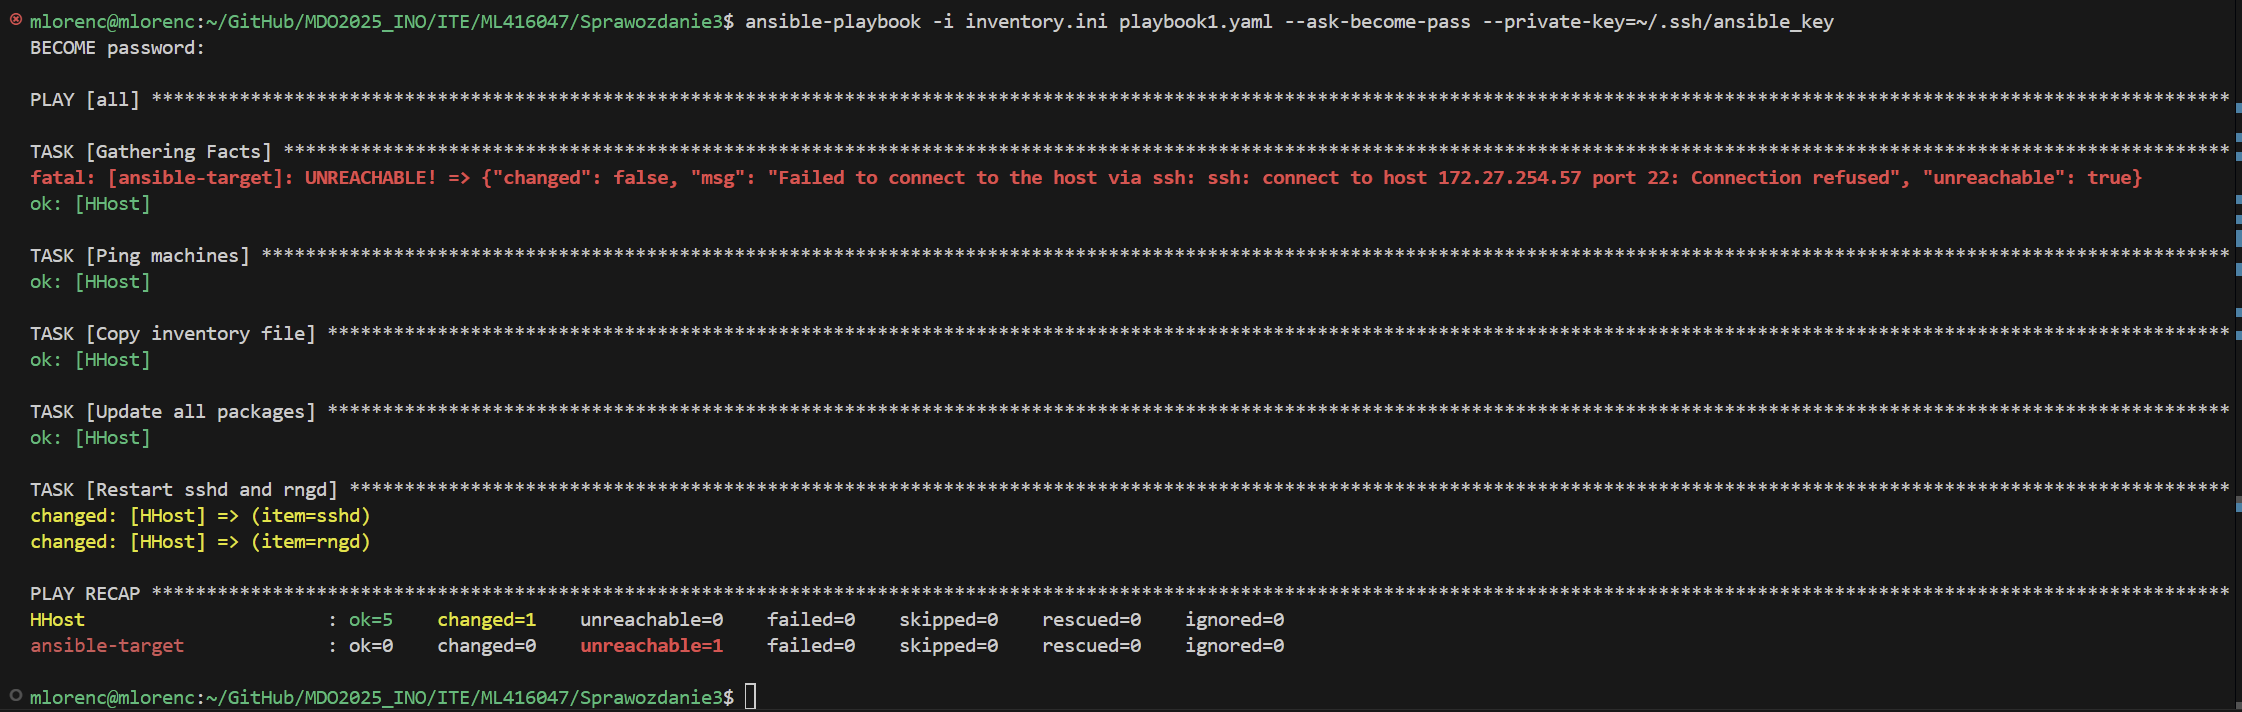 mlorenc@mlorenc:~/GitHub/MDO2025_INO/ITE/ML416047/Sprawozdanie3$ ansible-playbook -i inventory.ini playbook1.yaml --ask-become-pass --private-key=~/.ssh/ansible_key
BECOME password:
PLAY [all] ****************************************************************************************************************************************************************************************
TASK [Gathering Facts] ****************************************************************************************************************************************************************************
fatal: [ansible-target]: UNREACHABLE! => {"changed": false, "msg": "Failed to connect to the host via ssh: ssh: connect to host 172.27.254.57 port 22: Connection refused", "unreachable": true}
ok: [HHost]
TASK [Ping machines] ******************************************************************************************************************************************************************************
ok: [HHost]
TASK [Copy inventory file] ************************************************************************************************************************************************************************
ok: [HHost]
TASK [Update all packages] ************************************************************************************************************************************************************************
ok: [HHost]
TASK [Restart sshd and rngd] **********************************************************************************************************************************************************************
changed: [HHost] => (item=sshd)
changed: [HHost] => (item=rngd)
PLAY RECAP ****************************************************************************************************************************************************************************************
HHost                      : ok=5    changed=1    unreachable=0    failed=0    skipped=0    rescued=0    ignored=0
ansible-target             : ok=0    changed=0    unreachable=1    failed=0    skipped=0    rescued=0    ignored=0
mlorenc@mlorenc:~/GitHub/MDO2025_INO/ITE/ML416047/Sprawozdanie3$